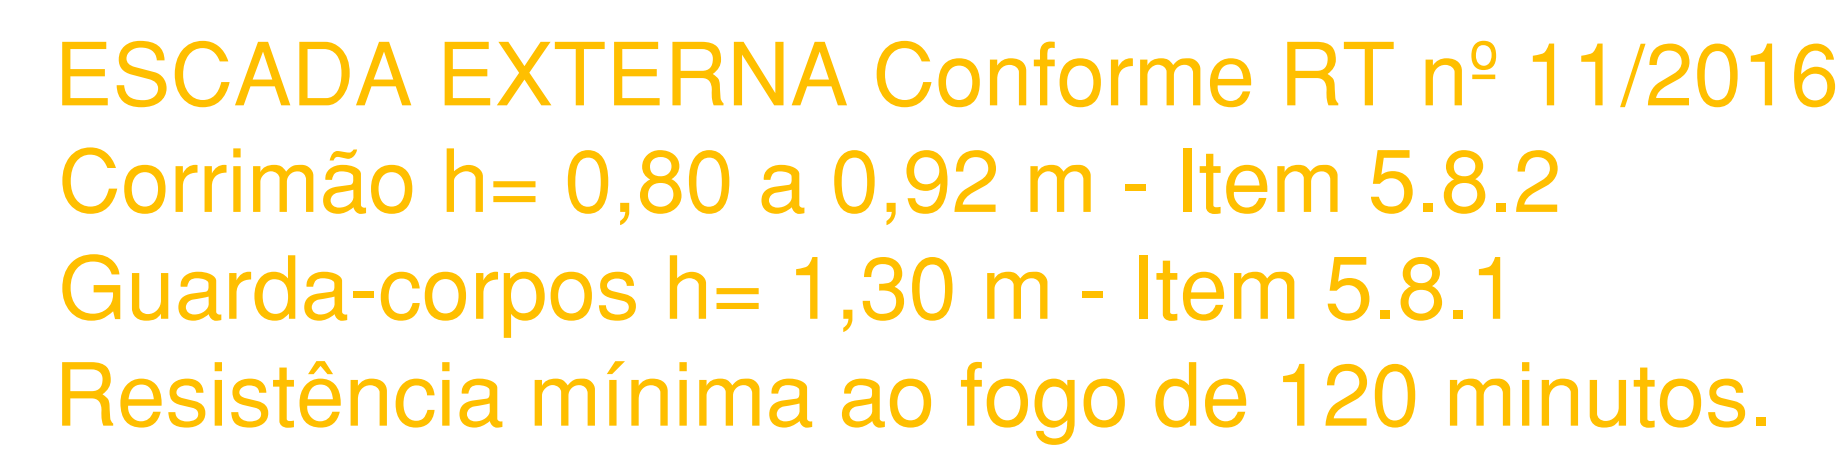 ESCADA EXTERNA Conforme RT nº 11/2016
Corrimão h= 0,80 a 0,92 m - Item 5.8.2
Guarda-corpos h= 1,30 m - Item 5.8.1
Resistência mínima ao fogo de 120 minutos.